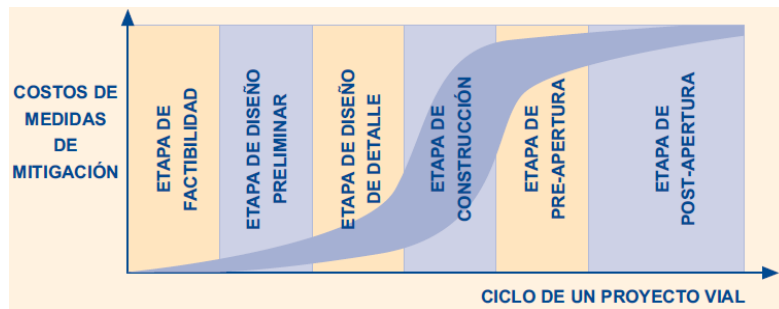 COSTOS DE
MEDIDAS
DE
MITIGACIÓN
ETAPA DE
FACTIBILIDAD
ETAPA DE DISEÑO
PRELIMINAR
ETAPA DE DISEÑO
DE DETALLE
ETAPA DE
CONSTRUCCIÓN
ETAPA DE
PRE-APERTURA
ETAPA DE
POST-APERTURA
CICLO DE UN PROYECTO VIAL